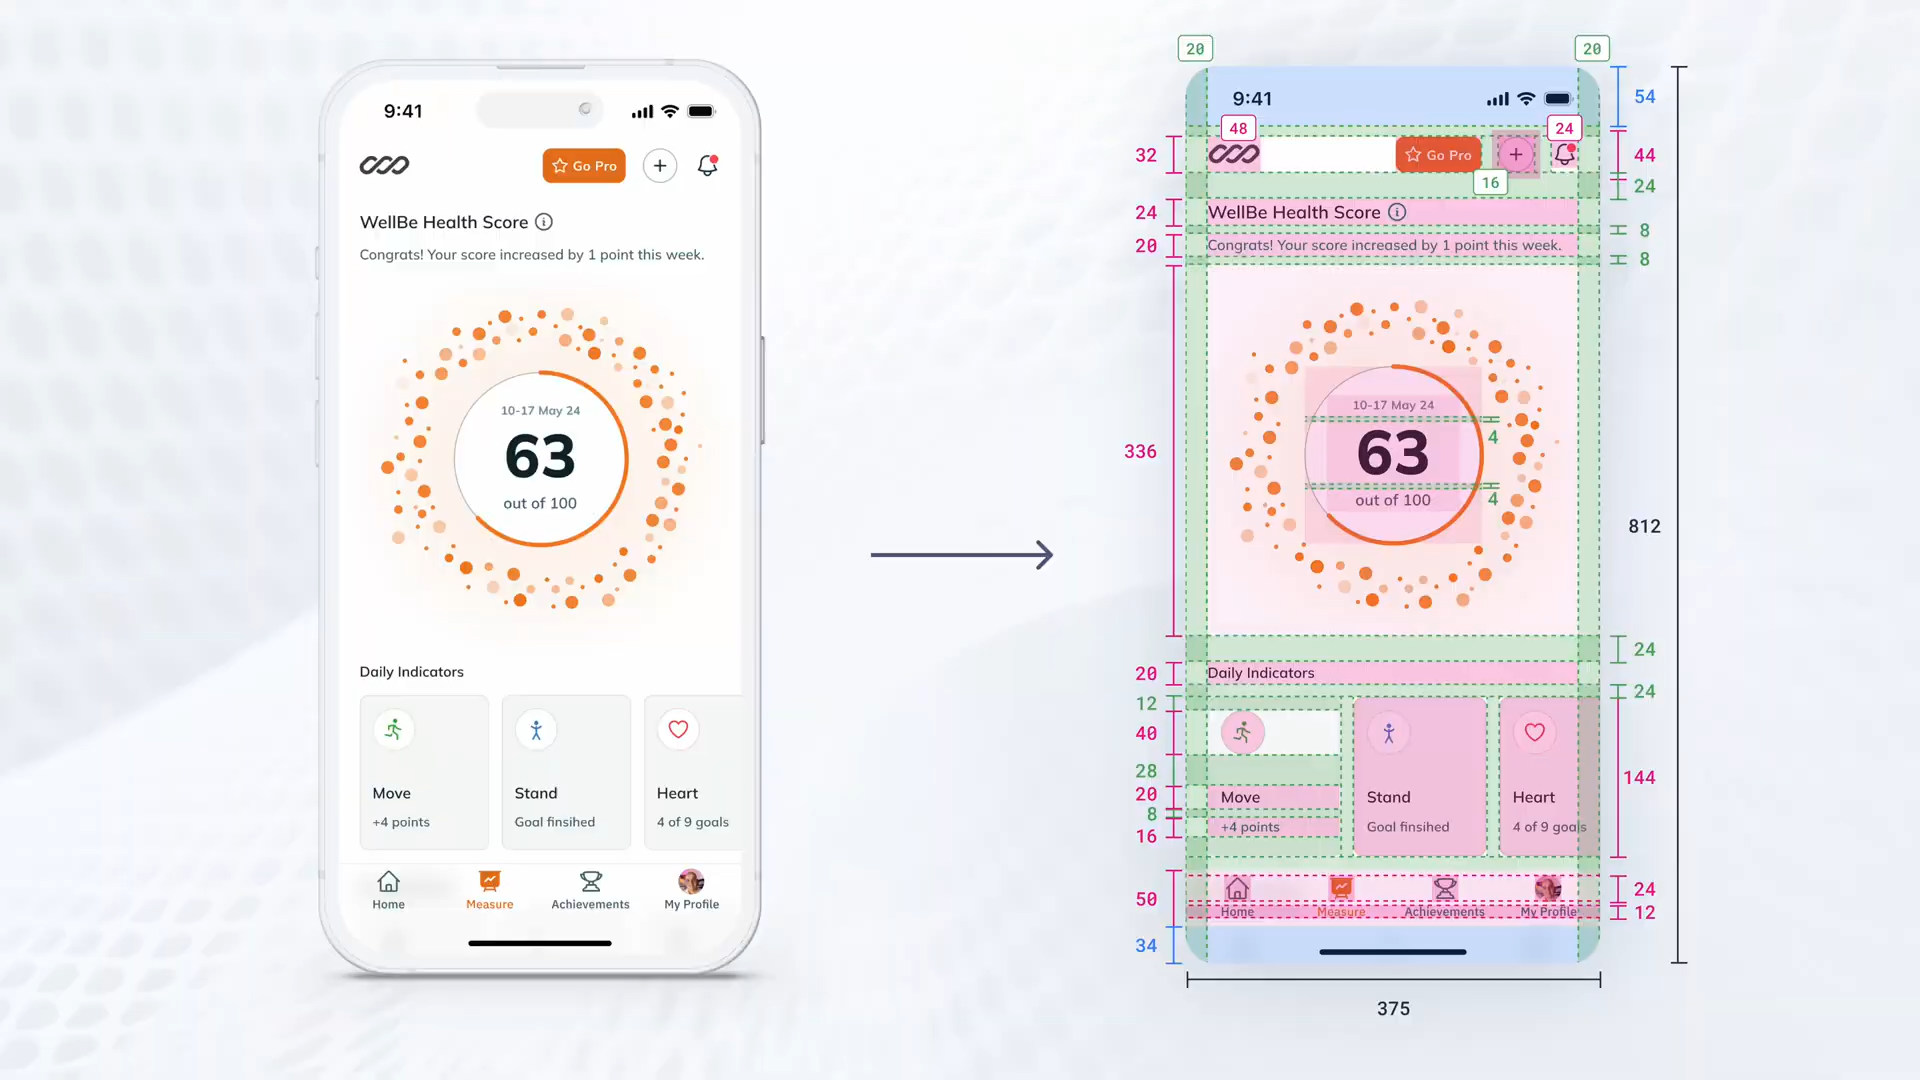 9:41
Go Pro
WellBe Health Score
Congrats! Your score increased by 1 point this week.
10-17 May 24
63
out of 100
Daily Indicators
Move
+4 points
Stand
Goal finsihed
Heart
4 of 9 goals
Home
Measure
Achievements
My Profile
20
20
9:41
54
48
24
32
Go Pro
44
16
24
24
WellBe Health Score
8
20
Congrats! Your score increased by 1 point this week.
8
10-17 May 24
4
336
63
4
out of 100
812
24
20
Daily Indicators
24
12
40
28
20
Move
Stand
Heart
144
8
16
+4 points
Goal finsihed
4 of 9 goals
50
24
Home
Measure
Achievements
My Profile
12
34
375